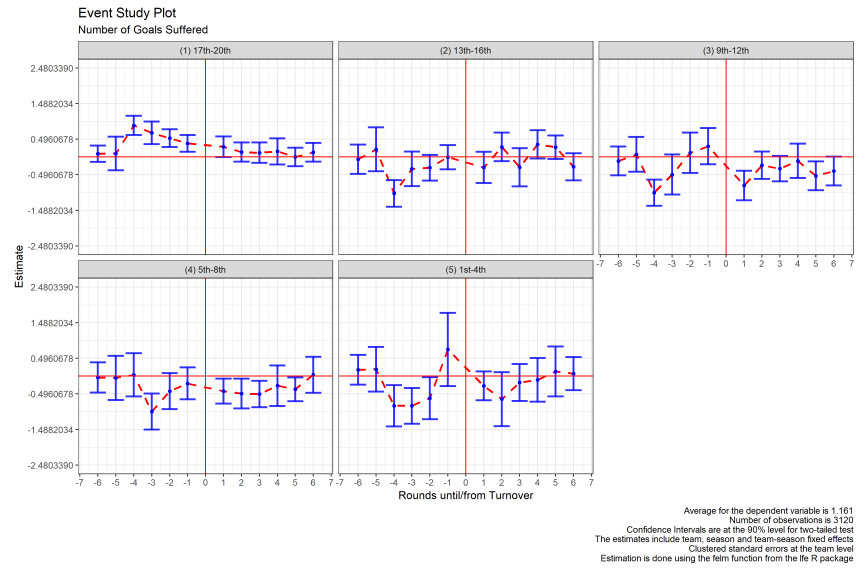 Event Study Plot
Number of Goals Suffered
(1) 17th-20th
(2) 13th-16th
(3) 9th-12th
2.4803390
1.4882034
0.4960678
-0.4960678
-1.4882034
-2.4803390
-7 -6 -5 -4 -3 -2 -1 0 1 2 3 4 5 6 7
(4) 5th-8th
(5) 1st-4th
2.4803390
1.4882034
0.4960678
-0.4960678
-1.4882034
-2.4803390
Estimate
-7 -6 -5 -4 -3 -2 -1 0 1 2 3 4 5 6 7
-7 -6 -5 -4 -3 -2 -1 0 1 2 3 4 5 6 7
Rounds until/from Turnover
Average for the dependent variable is 1.161
Number of observations is 3120
Confidence Intervals are at the 90% level for two-tailed test
The estimates include team, season and team-season fixed effects
Clustered standard errors at the team level
Estimation is done using the felm function from the lfe R package